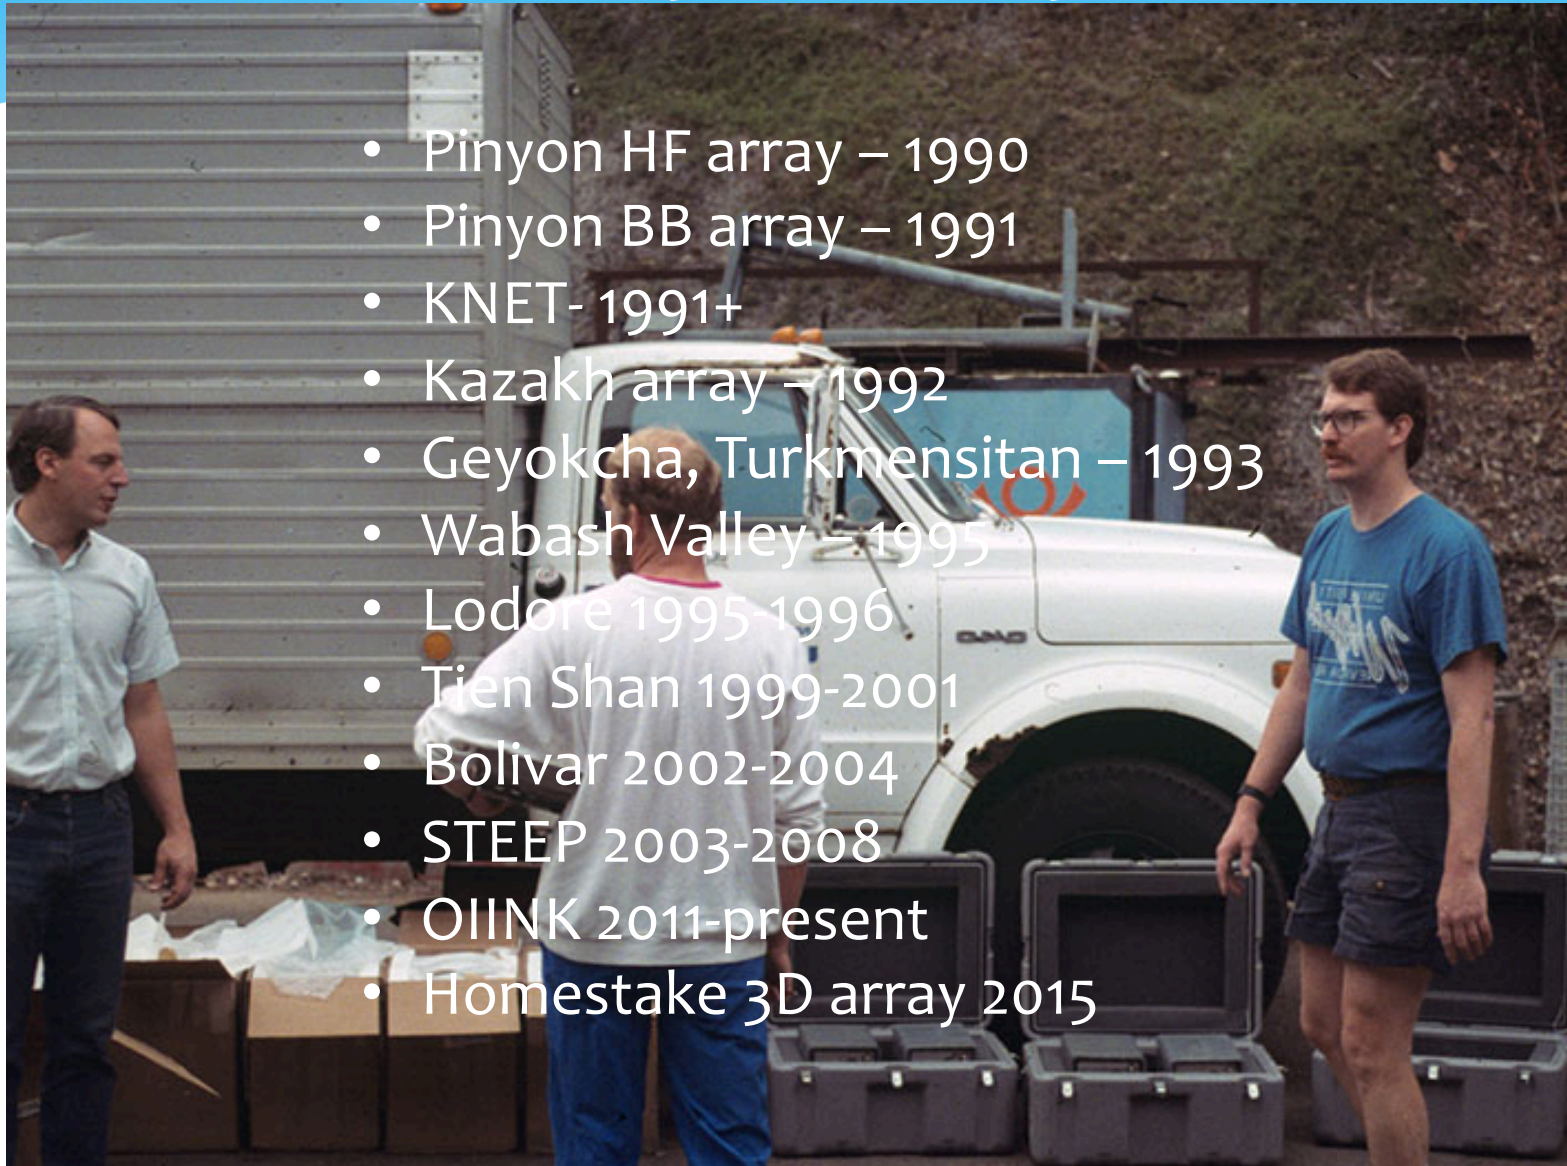 • Pinyon HF array – 1990
• Pinyon BB array – 1991
• KNET- 1991+
• Kazakh array – 1992
• Geyokcha, Turkmensitan – 1993
• Wabash Valley – 1995
• Lodore 1995-1996
• Tien Shan 1999-2001
• Bolivar 2002-2004
• STEEP 2003-2008
• OIINK 2011-present
• Homestake 3D array 2015
GMC